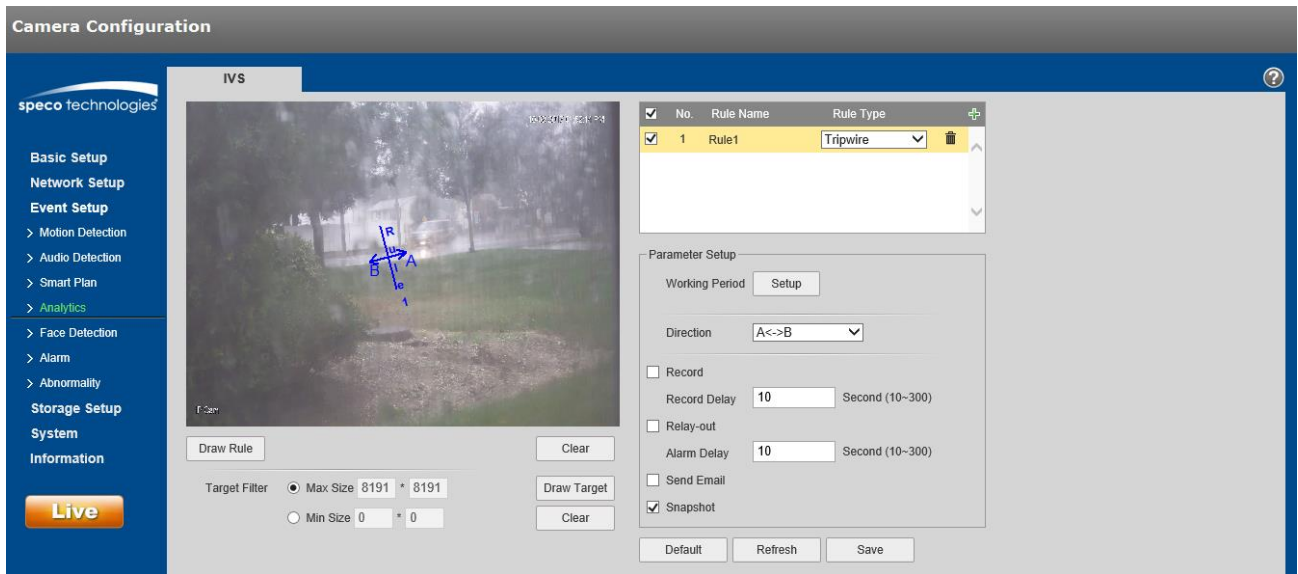 Camera Configuration
speco technologies
IVS
Basic Setup
Network Setup
Event Setup
> Motion Detection
> Audio Detection
> Smart Plan
> Analytics
> Face Detection
> Alarm
> Abnormality
Storage Setup
System
Information
Live
Rule1
A
B
Draw Rule
Clear
Target Filter Max Size 8191 * 8191 Draw Target
Min Size 0 * 0 Clear
No. Rule Name Rule Type
1 Rule1 Tripwire
Parameter Setup
Working Period Setup
Direction A<->B
Record
Record Delay 10 Second (10~300)
Relay-out
Alarm Delay 10 Second (10~300)
Send Email
Snapshot
Default Refresh Save